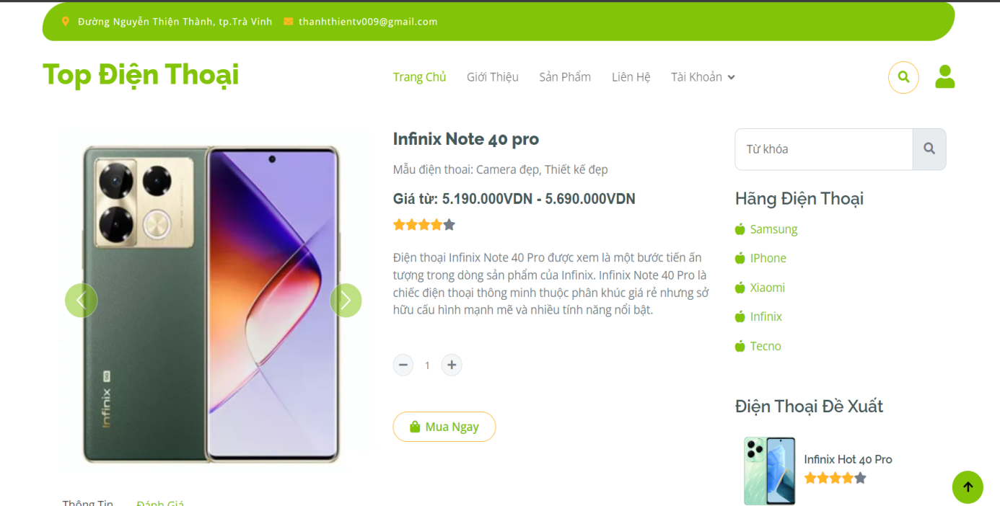 Đường Nguyễn Thiện Thành, tp.Trà Vinh thanhthientv009@gmail.com
Top Điện Thoại
Trang Chủ Giới Thiệu Sản Phẩm Liên Hệ Tài Khoản
Infinix Note 40 pro
Mẫu điện thoai: Camera đẹp, Thiết kế đẹp
Giá từ: 5.190.000VDN - 5.690.000VDN
Điện thoại Infinix Note 40 Pro được xem là một bước tiến ấn
tượng trong dòng sản phẩm của Infinix. Infinix Note 40 Pro là
chiếc điện thoại thông minh thuộc phân khúc giá rẻ nhưng sở
hữu cấu hình mạnh mẽ và nhiều tính năng nổi bật.
1
Mua Ngay
Infinix 5G
Từ khóa
Hãng Điện Thoại
Samsung
IPhone
Xiaomi
Infinix
Tecno
Điện Thoại Đề Xuất
Infinix Hot 40 Pro
Thông Tin Đánh Giá